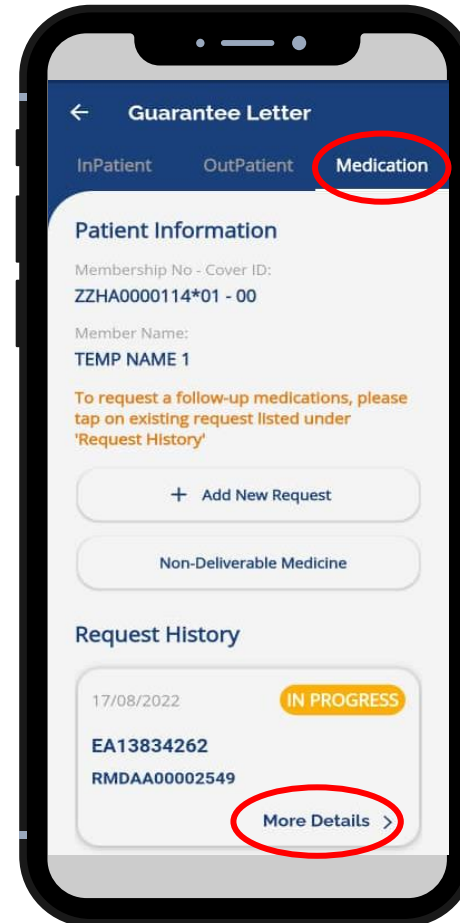 Guarantee Letter
InPatient OutPatient Medication
Patient Information
Membership No - Cover ID:
ZZHA0000114*01 - 00
Member Name:
TEMP NAME 1
To request a follow-up medications, please
tap on existing request listed under
'Request History'
+ Add New Request
Non-Deliverable Medicine
Request History
17/08/2022 IN PROGRESS
EA13834262
RMDAA00002549
More Details >